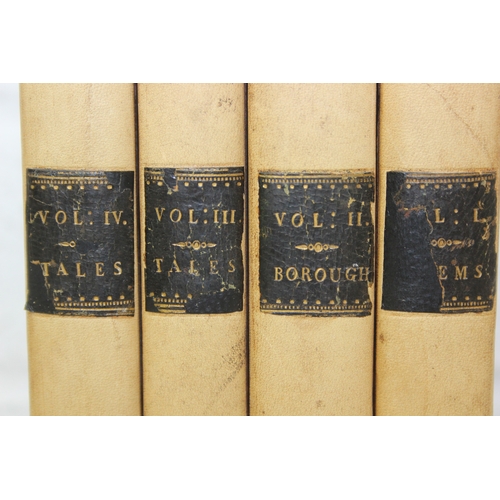 VOL: IV.
TALES
VOL: III
TALES
VOL: II.
BOROUGH
L: I.
EMS